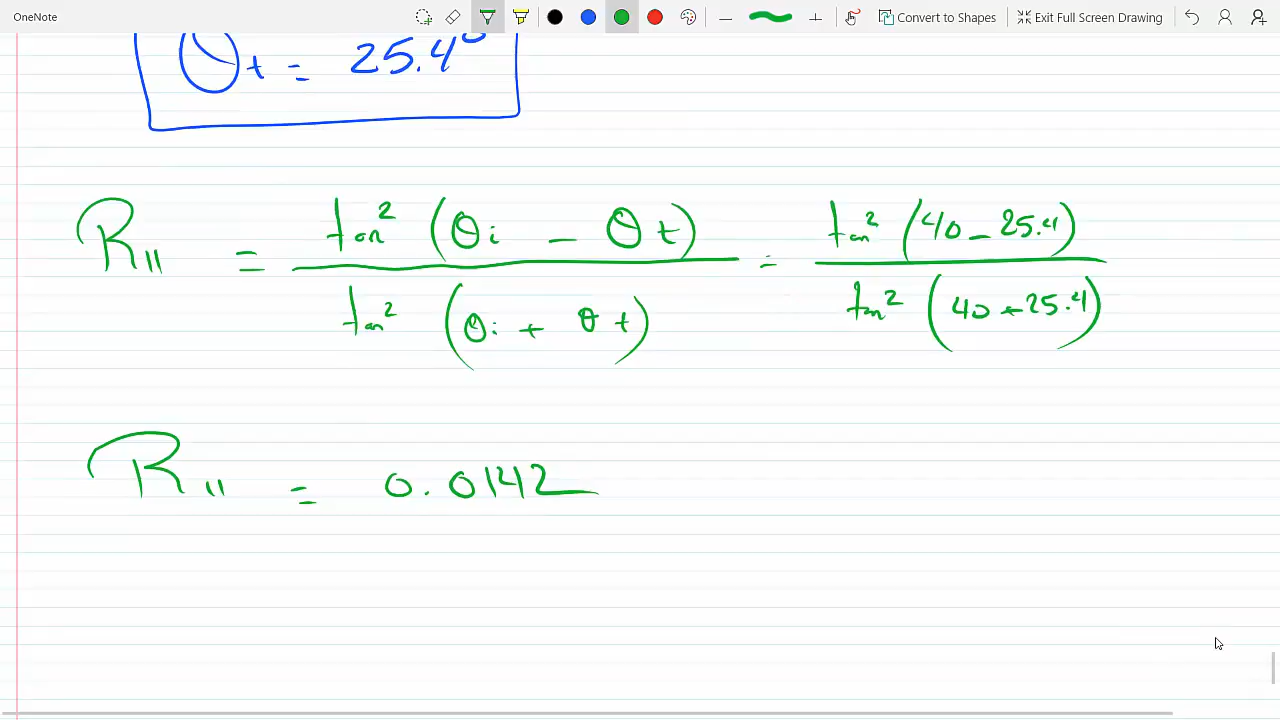 OneNote Convert to Shapes Exit Full Screen Drawing
θt = 25.4°
R∥ = tan² (θi − θt) / tan² (θi + θt) = tan² (40 − 25.4) / tan² (40 + 25.4)
R∥ = 0.0142